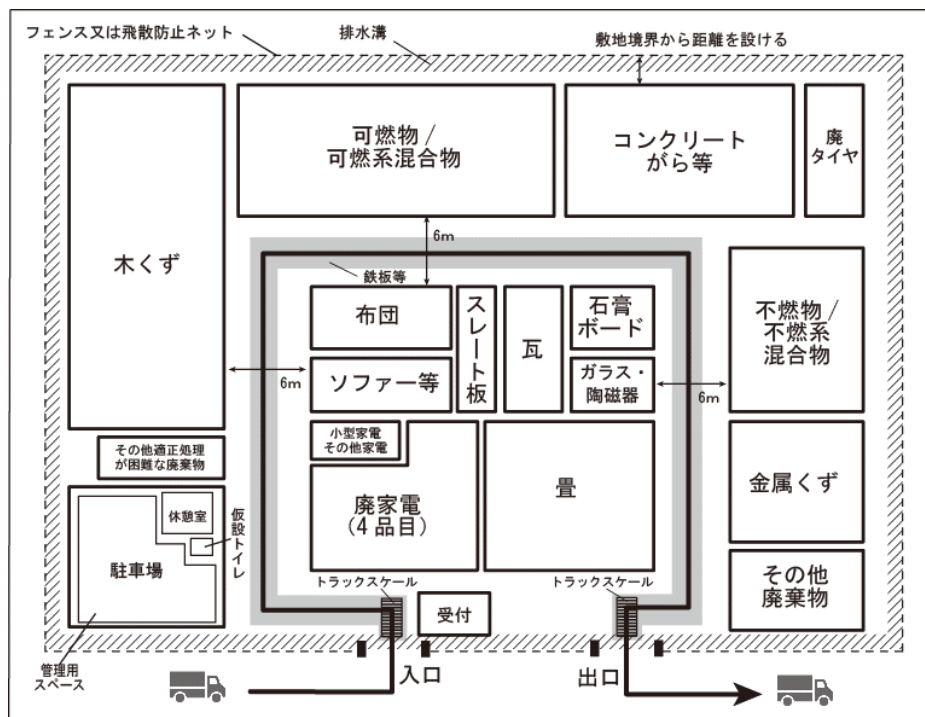 フェンス又は飛散防止ネット
排水溝
敷地境界から距離を設ける
可燃物 /
可燃系混合物
コンクリート
がら等
廃
タイヤ
木くず
6m
鉄板等
布団
スレート板
瓦
石膏
ボード
不燃物 /
不燃系
混合物
6m
ソファー等
ガラス・
陶磁器
6m
小型家電
その他家電
その他適正処理
が困難な廃棄物
廃家電
(4 品目)
畳
金属くず
休憩室
仮設トイレ
駐車場
トラックスケール
トラックスケール
受付
その他
廃棄物
管理用
スペース
入口
出口